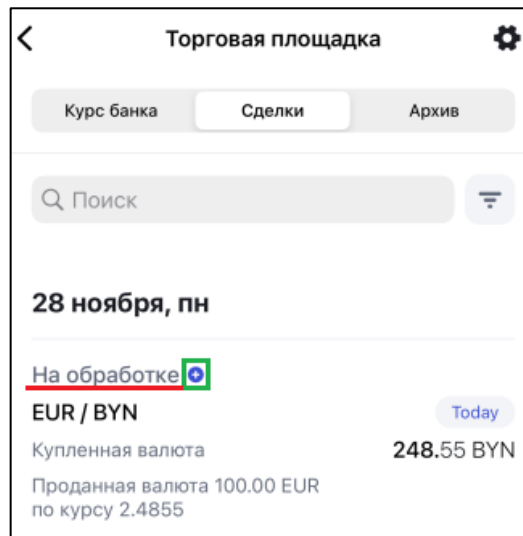 Торговая площадка
Курс банка Сделки Архив
Поиск
28 ноября, пн
На обработке
EUR / BYN Today
Купленная валюта 248.55 BYN
Проданная валюта 100.00 EUR
по курсу 2.4855